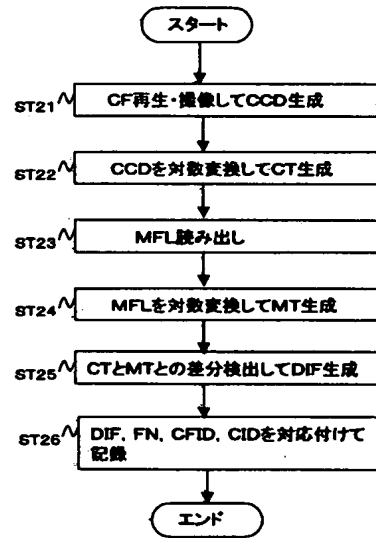 スタート
ST21
CF再生・撮像してCCD生成
ST22
CCDを対数変換してCT生成
ST23
MFL読み出し
ST24
MFLを対数変換してMT生成
ST25
CTとMTとの差分検出してDIF生成
ST26
DIF, FN, CFID, CIDを対応付けて
記録
エンド